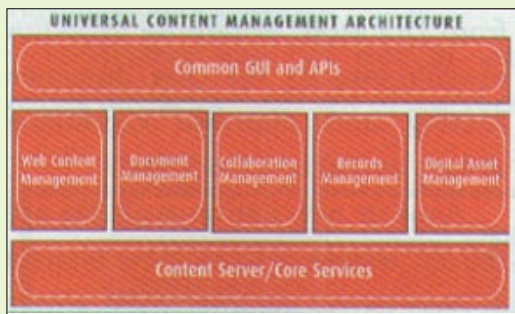 UNIVERSAL CONTENT MANAGEMENT ARCHITECTURE
Common GUI and APIs
Web Content
Management
Document
Management
Collaboration
Management
Records
Management
Digital Asset
Management
Content Server/Core Services